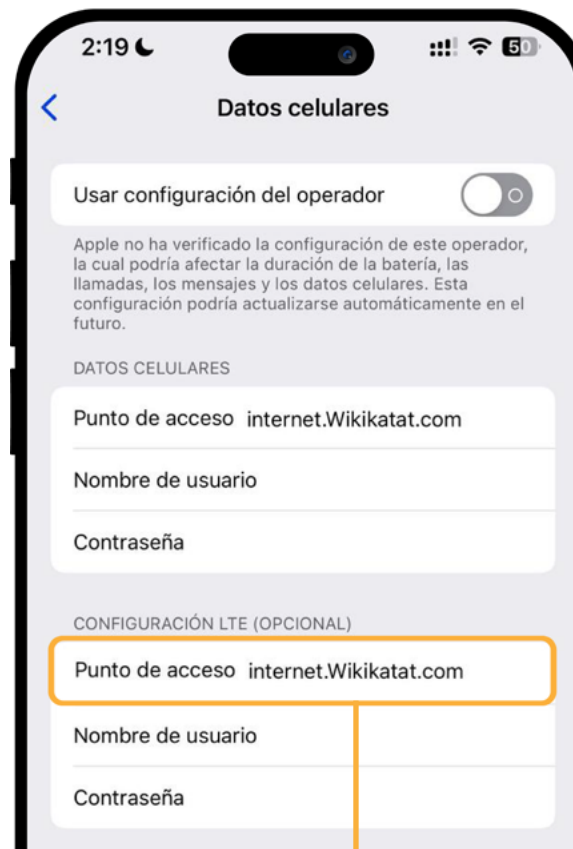 2:19
50
Datos celulares
Usar configuración del operador
Apple no ha verificado la configuración de este operador,
la cual podría afectar la duración de la batería, las
llamadas, los mensajes y los datos celulares. Esta
configuración podría actualizarse automáticamente en el
futuro.
DATOS CELULARES
Punto de acceso internet.Wikikatat.com
Nombre de usuario
Contraseña
CONFIGURACIÓN LTE (OPCIONAL)
Punto de acceso internet.Wikikatat.com
Nombre de usuario
Contraseña